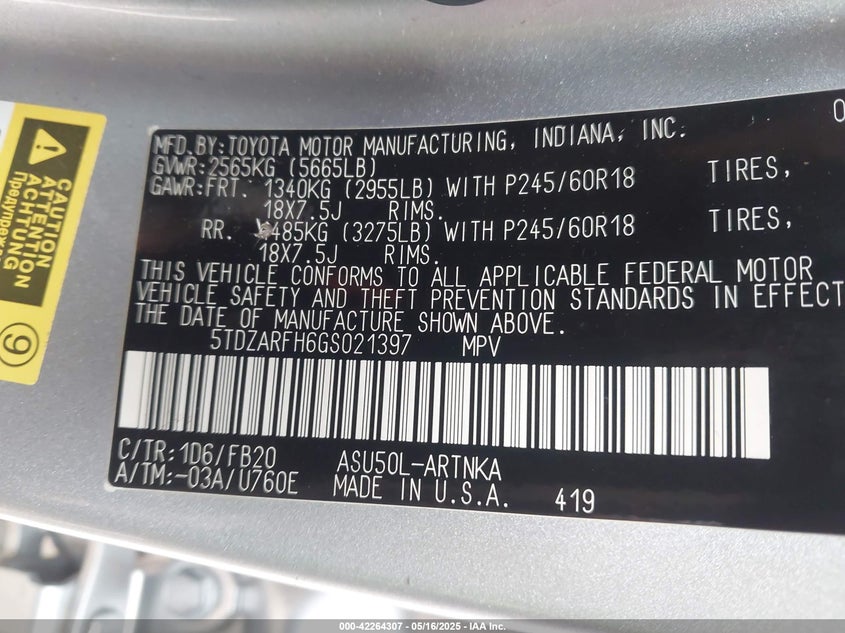 MFD.BY:TOYOTA MOTOR MANUFACTURING, INDIANA, INC. 0
GVWR:2565KG (5665LB)
GAWR:FRT. 1340KG (2955LB) WITH P245/60R18 TIRES,
18X7.5J RIMS.
RR. 1485KG (3275LB) WITH P245/60R18 TIRES,
18X7.5J RIMS.
THIS VEHICLE CONFORMS TO ALL APPLICABLE FEDERAL MOTOR
VEHICLE SAFETY AND THEFT PREVENTION STANDARDS IN EFFECT
THE DATE OF MANUFACTURE SHOWN ABOVE.
5TDZARFH6GS021397 MPV
C/TR:1D6/FB20 ASU50L-ARTNKA
A/TM:-03A/U760E MADE IN U.S.A. 419
CAUTION
ATTENTION
ACHTUNG
9
000-42264307 - 05/16/2025 - IAA Inc.